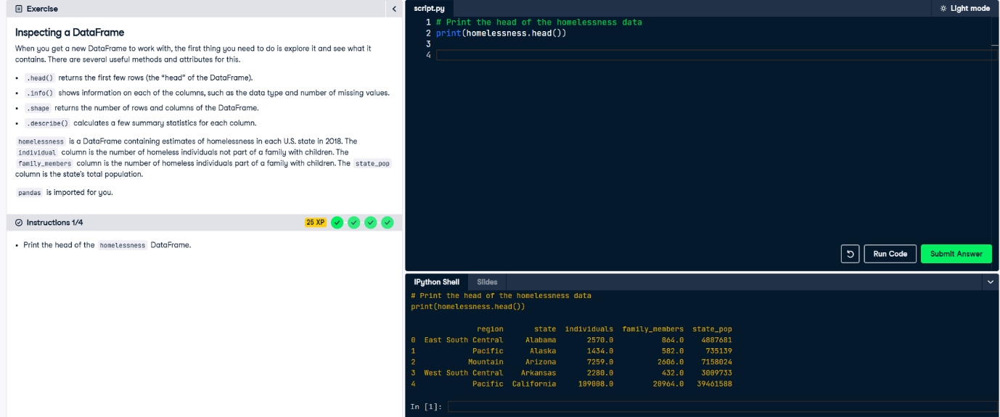 Exercise
Inspecting a DataFrame
When you get a new DataFrame to work with, the first thing you need to do is explore it and see what it
contains. There are several useful methods and attributes for this.
• .head() returns the first few rows (the “head” of the DataFrame).
• .info() shows information on each of the columns, such as the data type and number of missing values.
• .shape returns the number of rows and columns of the DataFrame.
• .describe() calculates a few summary statistics for each column.
homelessness is a DataFrame containing estimates of homelessness in each U.S. state in 2018. The
individual column is the number of homeless individuals not part of a family with children. The
family_members column is the number of homeless individuals part of a family with children. The state_pop
column is the state's total population.
pandas is imported for you.
Instructions 1/4 25 XP
• Print the head of the homelessness DataFrame.
script.py
Light mode
1 # Print the head of the homelessness data
2 print(homelessness.head())
3
4
Run Code Submit Answer
IPython Shell Slides
# Print the head of the homelessness data
print(homelessness.head())
region state individuals family_members state_pop
0 East South Central Alabama 2570.0 864.0 4887681
1 Pacific Alaska 1434.0 582.0 735139
2 Mountain Arizona 7259.0 2606.0 7158024
3 West South Central Arkansas 2280.0 432.0 3009733
4 Pacific California 109008.0 20964.0 39461588
In [1]: